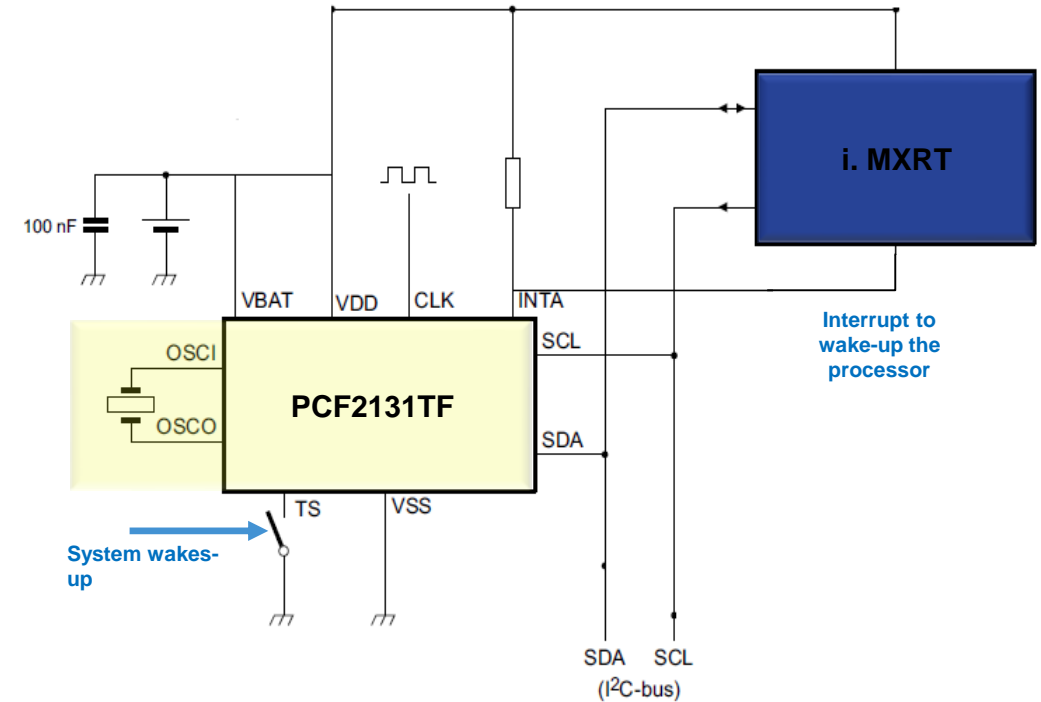 i. MXRT
100 nF
VBAT
VDD
CLK
INTA
Interrupt to
wake-up the
processor
OSCI
SCL
PCF2131TF
OSCO
SDA
TS
VSS
System wakes-
up
SDA
SCL
(I²C-bus)